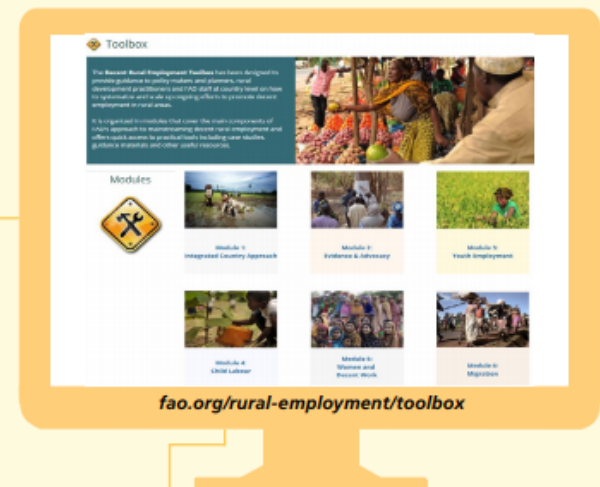 Toolbox
The Decent Rural Employment Toolbox has been designed to
provide guidance to policy makers and planners, rural
development practitioners and FAO staff at country level on how
to systematize and scale up ongoing efforts to promote decent
employment in rural areas.
It is organized in modules that cover the main components of
FAO's approach to mainstreaming decent rural employment and
offers quick access to practical tools including case studies,
guidance materials and other useful resources.
Modules
Module 1:
Integrated Country Approach
Module 2:
Evidence & Advocacy
Module 3:
Youth Employment
Module 4:
Child Labour
Module 5:
Women and
Decent Work
Module 6:
Migration
fao.org/rural-employment/toolbox